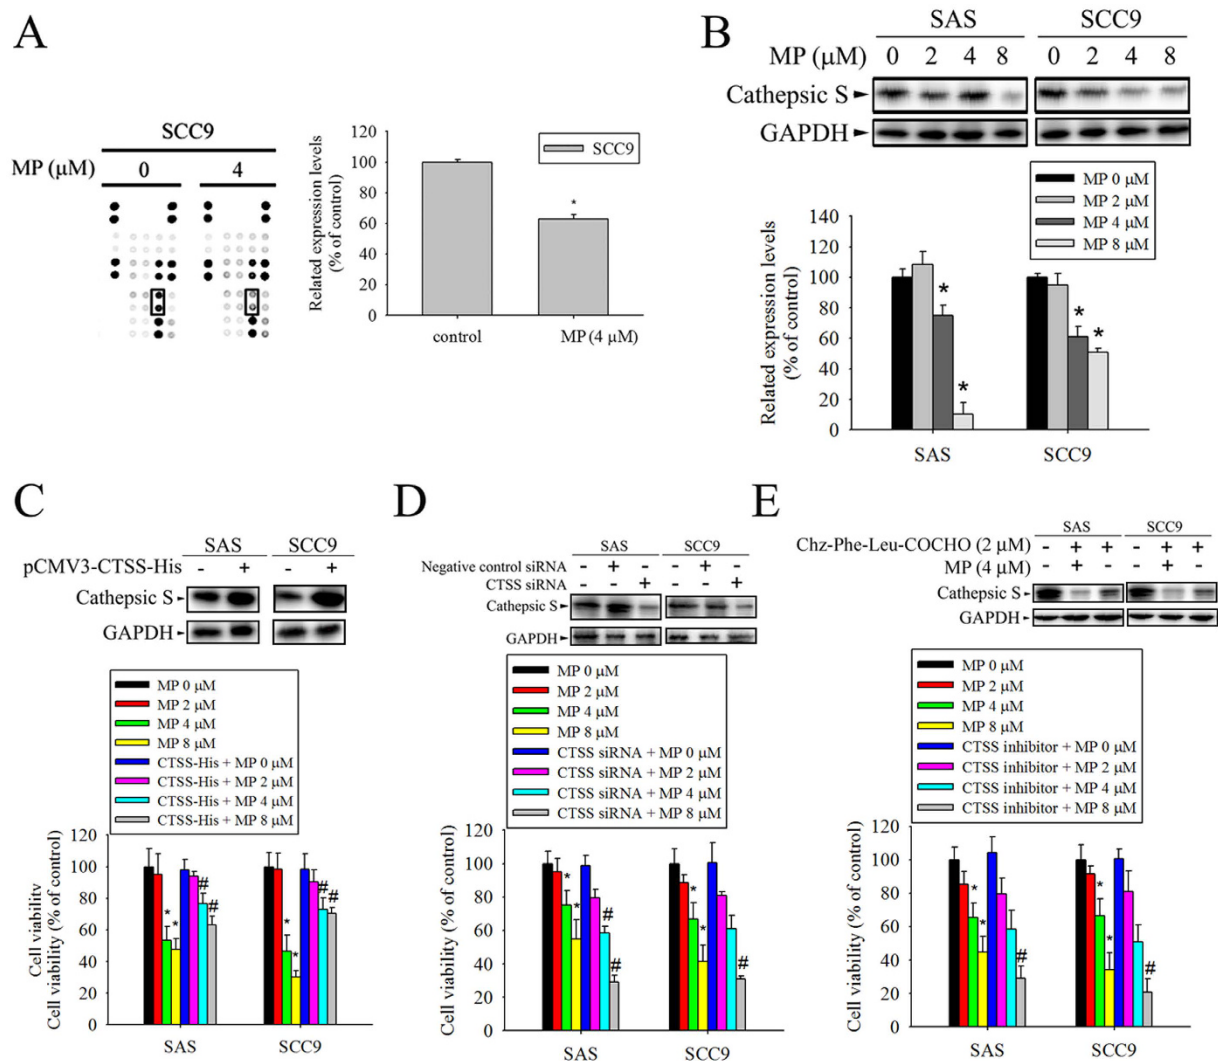 A
SCC9
MP (µM) 0 4
Related expression levels
(% of control)
120
100
80
60
40
20
0
SCC9
*
control MP (4 µM)
B
SAS SCC9
MP (µM) 0 2 4 8 0 2 4 8
Cathepsic S
GAPDH
MP 0 µM
MP 2 µM
MP 4 µM
MP 8 µM
Related expression levels
(% of control)
140
120
100
80
60
40
20
0
* * * *
SAS SCC9
C
SAS SCC9
pCMV3-CTSS-His - + - +
Cathepsic S
GAPDH
MP 0 µM
MP 2 µM
MP 4 µM
MP 8 µM
CTSS-His + MP 0 µM
CTSS-His + MP 2 µM
CTSS-His + MP 4 µM
CTSS-His + MP 8 µM
Cell viability
Cell viability (% of control)
120
100
80
60
40
20
0
* * # # * * # #
SAS SCC9
D
SAS SCC9
Negative control siRNA - + - - + -
CTSS siRNA - - + - - +
Cathepsic S
GAPDH
MP 0 µM
MP 2 µM
MP 4 µM
MP 8 µM
CTSS siRNA + MP 0 µM
CTSS siRNA + MP 2 µM
CTSS siRNA + MP 4 µM
CTSS siRNA + MP 8 µM
Cell viability (% of control)
120
100
80
60
40
20
0
* * # # * * #
SAS SCC9
E
SAS SCC9
Chz-Phe-Leu-COCHO (2 µM) - + + - + +
MP (4 µM) - + - - + -
Cathepsic S
GAPDH
MP 0 µM
MP 2 µM
MP 4 µM
MP 8 µM
CTSS inhibitor + MP 0 µM
CTSS inhibitor + MP 2 µM
CTSS inhibitor + MP 4 µM
CTSS inhibitor + MP 8 µM
Cell viability (% of control)
120
100
80
60
40
20
0
* * # * * #
SAS SCC9